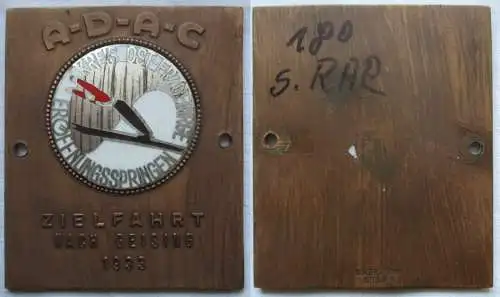 A-D-A-C
ERÖFFNUNGSSPRINGEN
ZIELFAHRT
NACH GEISING
1933
180
S. RAR